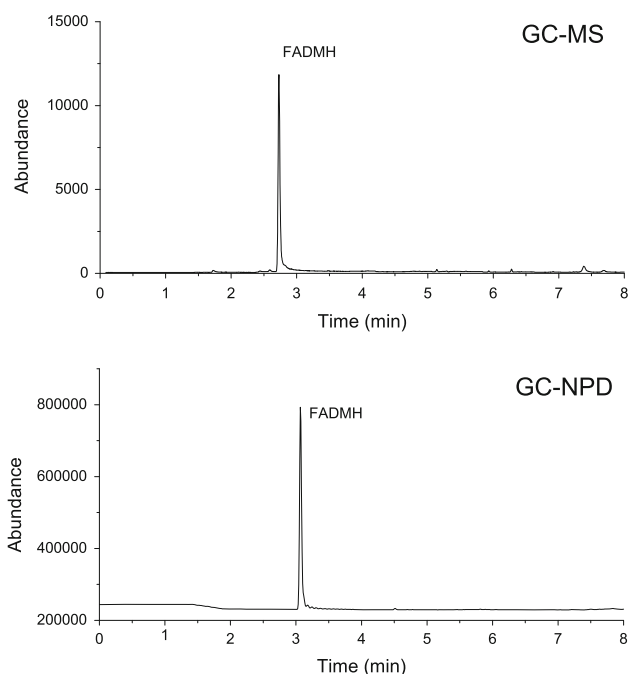 GC-MS
15000
FADMH
10000
Abundance
5000
0
0 1 2 3 4 5 6 7 8
Time (min)
GC-NPD
800000
FADMH
600000
Abundance
400000
200000
0 1 2 3 4 5 6 7 8
Time (min)